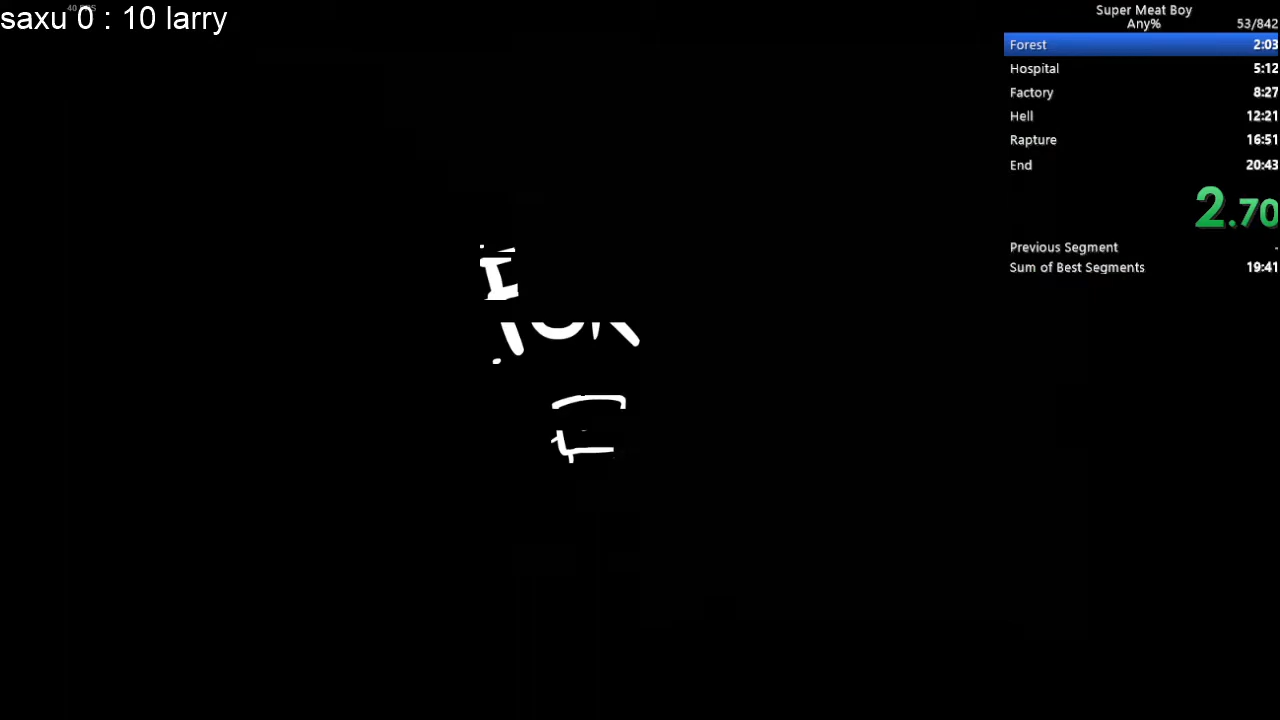 40 FPS
saxu 0 : 10 larry
Super Meat Boy
Any% 53/842
Forest 2:03
Hospital 5:12
Factory 8:27
Hell 12:21
Rapture 16:51
End 20:43
2.70
Previous Segment -
Sum of Best Segments 19:41